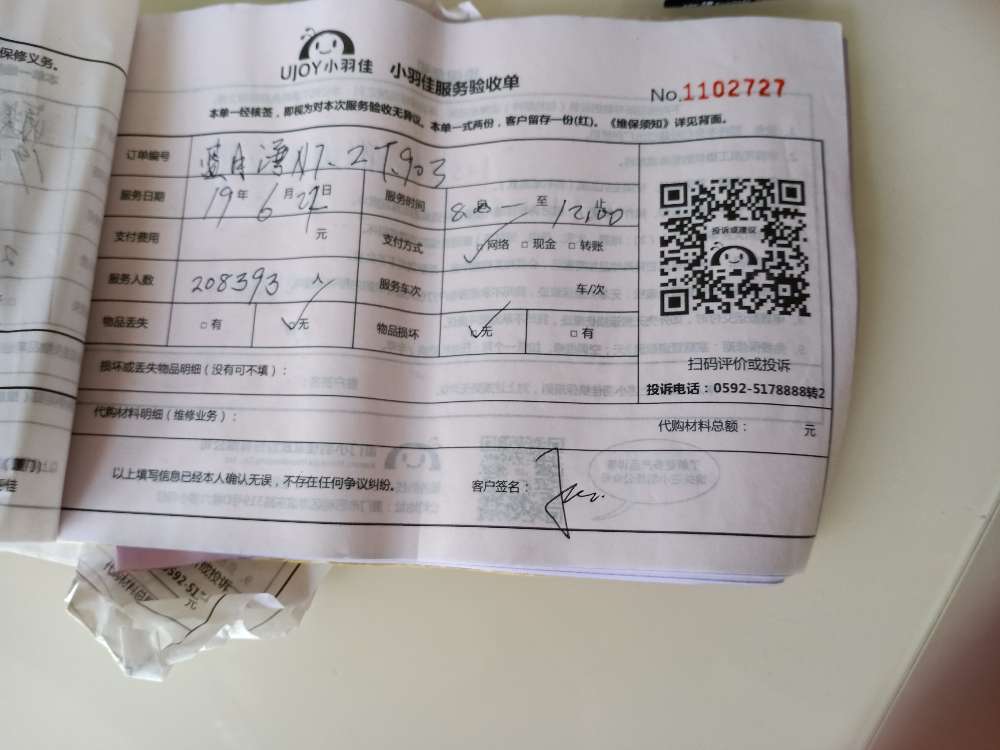 保修义务。
UJOY小羽佳 小羽佳服务验收单
No.1102727
本单一经核签，即视为对本次服务验收无异议。本单一式两份，客户留存一份(红)。《维保须知》详见背面。
订单编号
服务日期 19年6月22日 服务时间 至 12:00
支付费用 元 支付方式 网络 现金 转账
服务人数 208393 人 服务车次 车/次
物品丢失 有 无 物品损坏 无 有
投诉或建议
扫码评价或投诉
投诉电话：0592-5178888转2
损坏或丢失物品明细（没有可不填）：
代购材料明细（维修业务）： 代购材料总额： 元
以上填写信息已经本人确认无误，不存在任何争议纠纷。 客户签名：